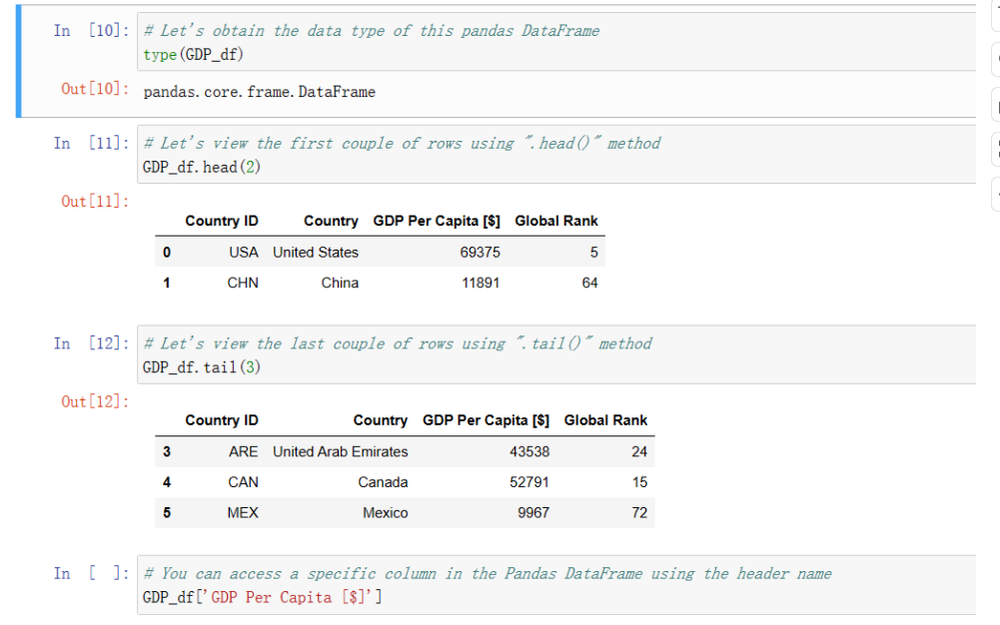 In [10]: # Let's obtain the data type of this pandas DataFrame
type(GDP_df)
Out[10]: pandas.core.frame.DataFrame
In [11]: # Let's view the first couple of rows using ".head()" method
GDP_df.head(2)
Out[11]:
Country ID Country GDP Per Capita [$] Global Rank
0 USA United States 69375 5
1 CHN China 11891 64
In [12]: # Let's view the last couple of rows using ".tail()" method
GDP_df.tail(3)
Out[12]:
Country ID Country GDP Per Capita [$] Global Rank
3 ARE United Arab Emirates 43538 24
4 CAN Canada 52791 15
5 MEX Mexico 9967 72
In [ ]: # You can access a specific column in the Pandas DataFrame using the header name
GDP_df['GDP Per Capita [$]']